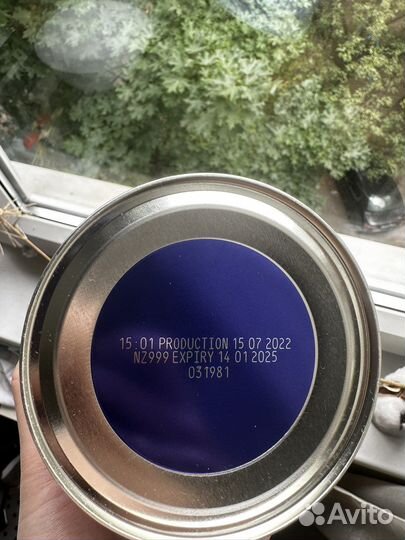 15:01 PRODUCTION 15 07 2022
NZ999 EXPIRY 14 01 2025
031981
Avito